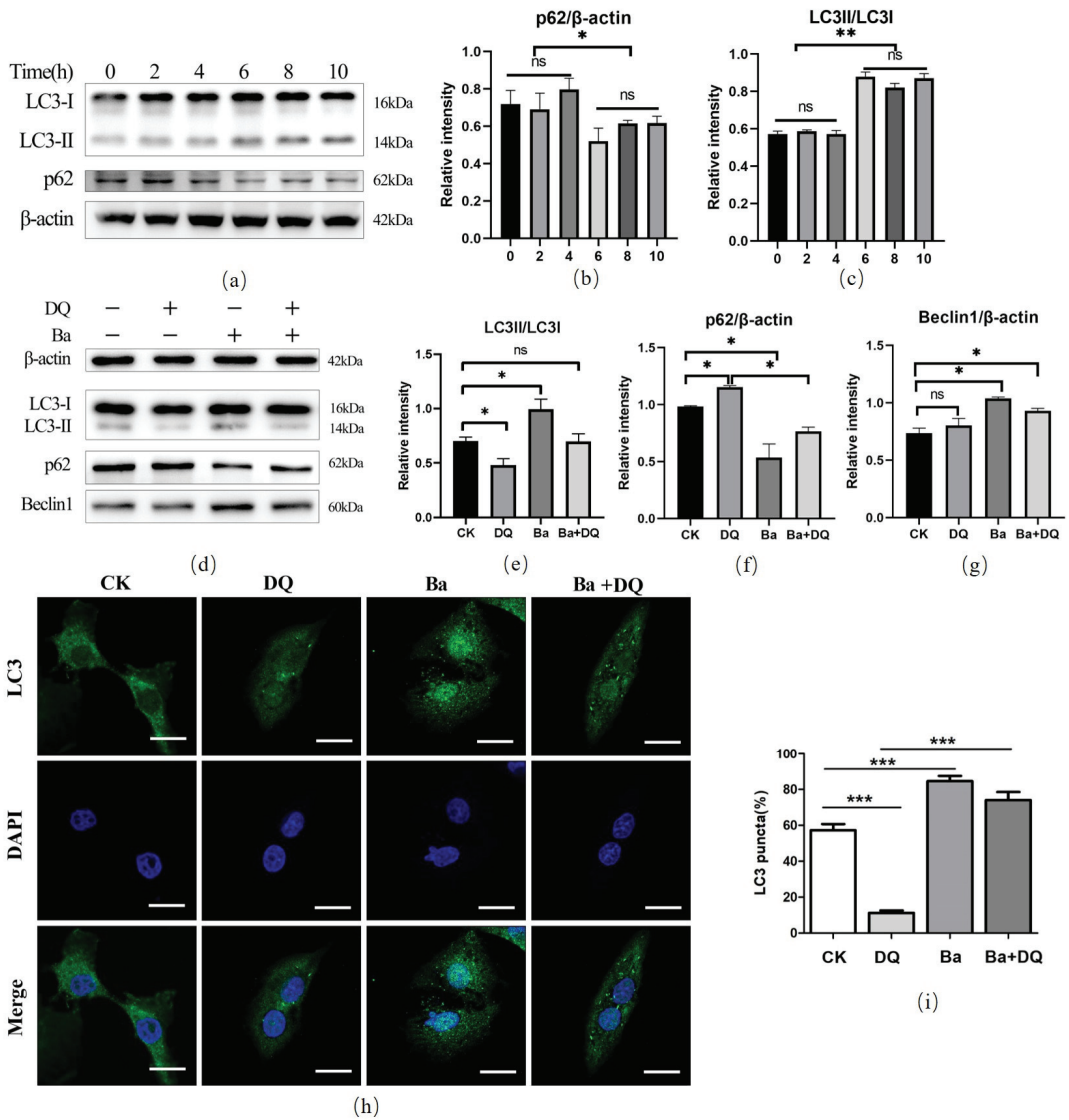 Time(h) 0 2 4 6 8 10
LC3-I 16kDa
LC3-II 14kDa
p62 62kDa
β-actin 42kDa
(a)
p62/β-actin
*
ns
ns
Relative intensity
1.0
0.8
0.6
0.4
0.2
0.0
0 2 4 6 8 10
(b)
LC3II/LC3I
**
ns
ns
Relative intensity
1.0
0.8
0.6
0.4
0.2
0.0
0 2 4 6 8 10
(c)
DQ − + − +
Ba − − + +
β-actin 42kDa
LC3-I 16kDa
LC3-II 14kDa
p62 62kDa
Beclin1 60kDa
(d)
LC3II/LC3I
ns
*
*
Relative intensity
1.5
1.0
0.5
0.0
CK DQ Ba Ba+DQ
(e)
p62/β-actin
*
* *
Relative intensity
1.5
1.0
0.5
0.0
CK DQ Ba Ba+DQ
(f)
Beclin1/β-actin
*
*
ns
Relative intensity
1.5
1.0
0.5
0.0
CK DQ Ba Ba+DQ
(g)
CK DQ Ba Ba +DQ
LC3
DAPI
Merge
(h)
***
***
***
LC3 puncta(%)
100
80
60
40
20
0
CK DQ Ba Ba+DQ
(i)